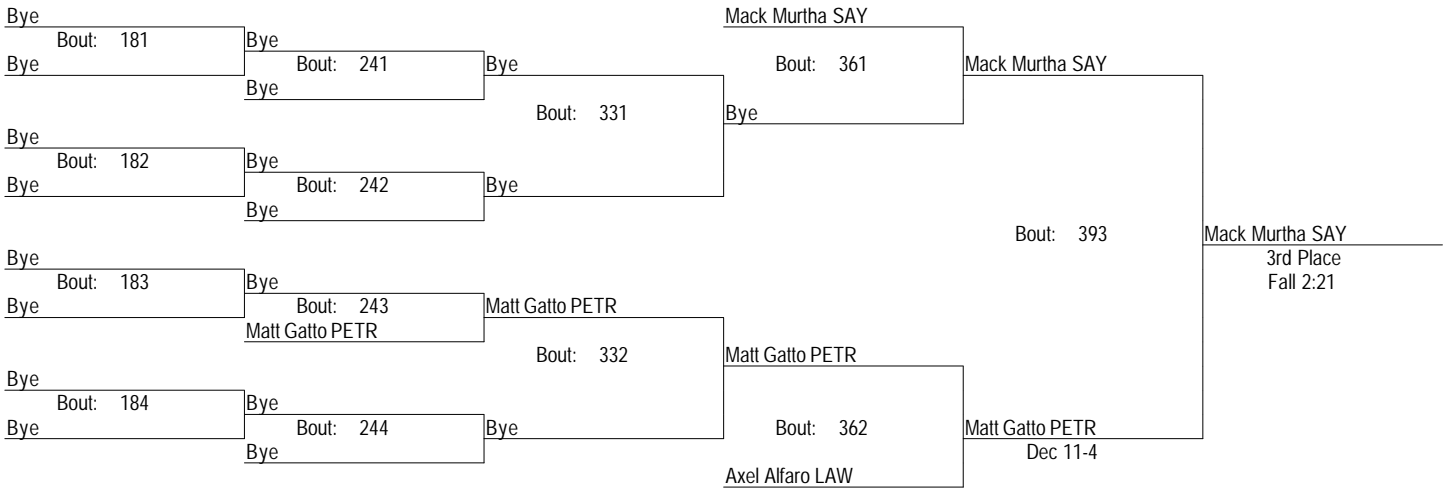 Bye
Bout: 181
Bye
Bye
Bout: 241
Bye
Bye
Bout: 182
Bye
Bye
Bout: 242
Bye
Bye
Bout: 331
Bye
Mack Murtha SAY
Bout: 361
Bye
Mack Murtha SAY
Bye
Bout: 183
Bye
Bye
Bout: 243
Matt Gatto PETR
Bye
Bout: 184
Bye
Bye
Bout: 244
Bye
Matt Gatto PETR
Bout: 332
Bye
Matt Gatto PETR
Bout: 362
Axel Alfaro LAW
Matt Gatto PETR
Dec 11-4
Bout: 393
Mack Murtha SAY
3rd Place
Fall 2:21